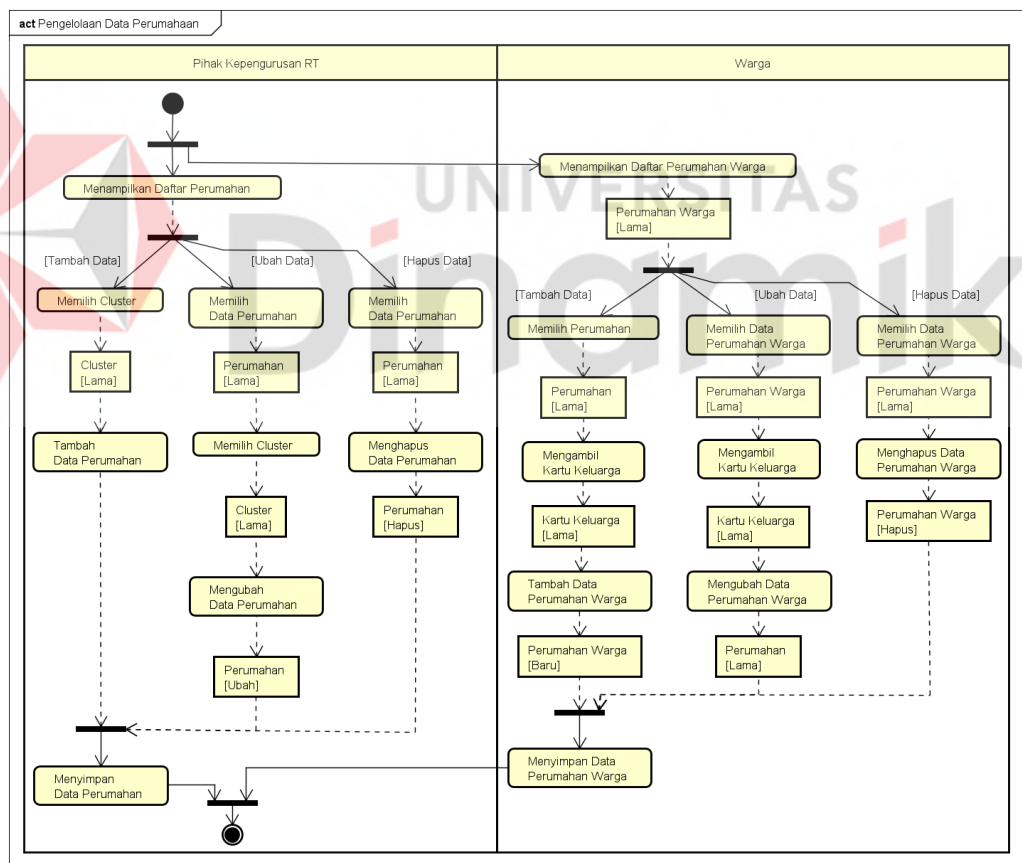 act Pengelolaan Data Perumahaan
Pihak Kepengurusan RT
Menampilkan Daftar Perumahan
[Tambah Data]
[Ubah Data]
[Hapus Data]
Memilih Cluster
Memilih
Data Perumahan
Memilih
Data Perumahan
Cluster
[Lama]
Perumahan
[Lama]
Perumahan
[Lama]
Tambah
Data Perumahan
Memilih Cluster
Menghapus
Data Perumahan
Cluster
[Lama]
Perumahan
[Hapus]
Mengubah
Data Perumahan
Perumahan
[Ubah]
Menyimpan
Data Perumahan
Warga
Menampilkan Daftar Perumahan Warga
Perumahan Warga
[Lama]
[Tambah Data]
[Ubah Data]
[Hapus Data]
Memilih Perumahan
Memilih Data
Perumahan Warga
Memilih Data
Perumahan Warga
Perumahan
[Lama]
Perumahan Warga
[Lama]
Perumahan Warga
[Lama]
Mengambil
Kartu Keluarga
Mengambil
Kartu Keluarga
Menghapus Data
Perumahan Warga
Kartu Keluarga
[Lama]
Kartu Keluarga
[Lama]
Perumahan Warga
[Hapus]
Tambah Data
Perumahan Warga
Mengubah Data
Perumahan Warga
Perumahan Warga
[Baru]
Perumahan
[Lama]
Menyimpan Data
Perumahan Warga
UNIVERSITAS
Dinamik